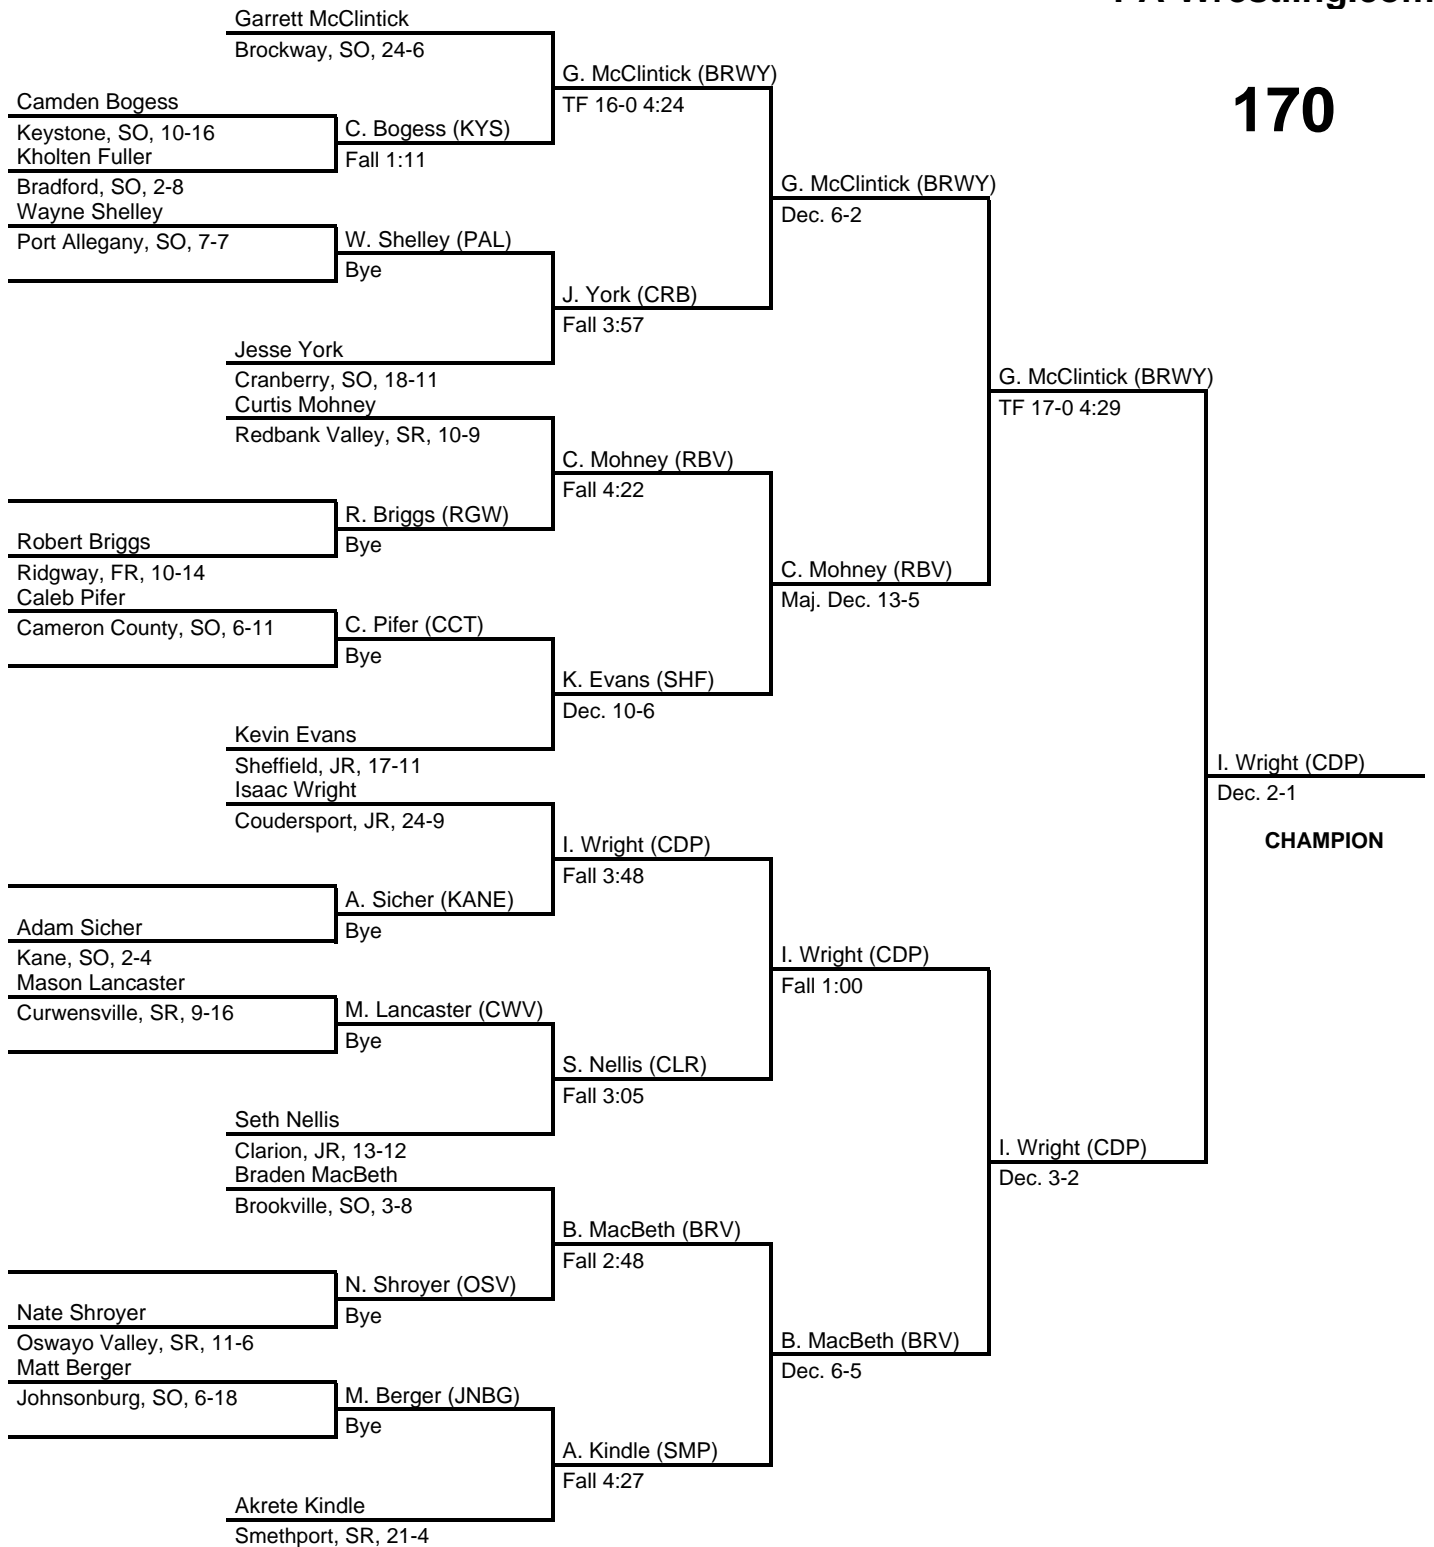 170
Garrett McClintick
Brockway, SO, 24-6
G. McClintick (BRWY)
TF 16-0 4:24
Camden Bogess
Keystone, SO, 10-16
Kholten Fuller
Bradford, SO, 2-8
C. Bogess (KYS)
Fall 1:11
Wayne Shelley
Port Allegany, SO, 7-7
W. Shelley (PAL)
Bye
G. McClintick (BRWY)
Dec. 6-2
J. York (CRB)
Fall 3:57
Jesse York
Cranberry, SO, 18-11
G. McClintick (BRWY)
TF 17-0 4:29
Curtis Mohney
Redbank Valley, SR, 10-9
C. Mohney (RBV)
Fall 4:22
R. Briggs (RGW)
Bye
Robert Briggs
Ridgway, FR, 10-14
C. Mohney (RBV)
Maj. Dec. 13-5
Caleb Pifer
Cameron County, SO, 6-11
C. Pifer (CCT)
Bye
K. Evans (SHF)
Dec. 10-6
Kevin Evans
Sheffield, JR, 17-11
I. Wright (CDP)
Dec. 2-1
CHAMPION
Isaac Wright
Coudersport, JR, 24-9
I. Wright (CDP)
Fall 3:48
A. Sicher (KANE)
Bye
Adam Sicher
Kane, SO, 2-4
I. Wright (CDP)
Fall 1:00
Mason Lancaster
Curwensville, SR, 9-16
M. Lancaster (CWV)
Bye
S. Nellis (CLR)
Fall 3:05
Seth Nellis
Clarion, JR, 13-12
I. Wright (CDP)
Dec. 3-2
Braden MacBeth
Brookville, SO, 3-8
B. MacBeth (BRV)
Fall 2:48
N. Shroyer (OSV)
Bye
Nate Shroyer
Oswayo Valley, SR, 11-6
B. MacBeth (BRV)
Dec. 6-5
Matt Berger
Johnsonburg, SO, 6-18
M. Berger (JNBG)
Bye
A. Kindle (SMP)
Fall 4:27
Akrete Kindle
Smethport, SR, 21-4